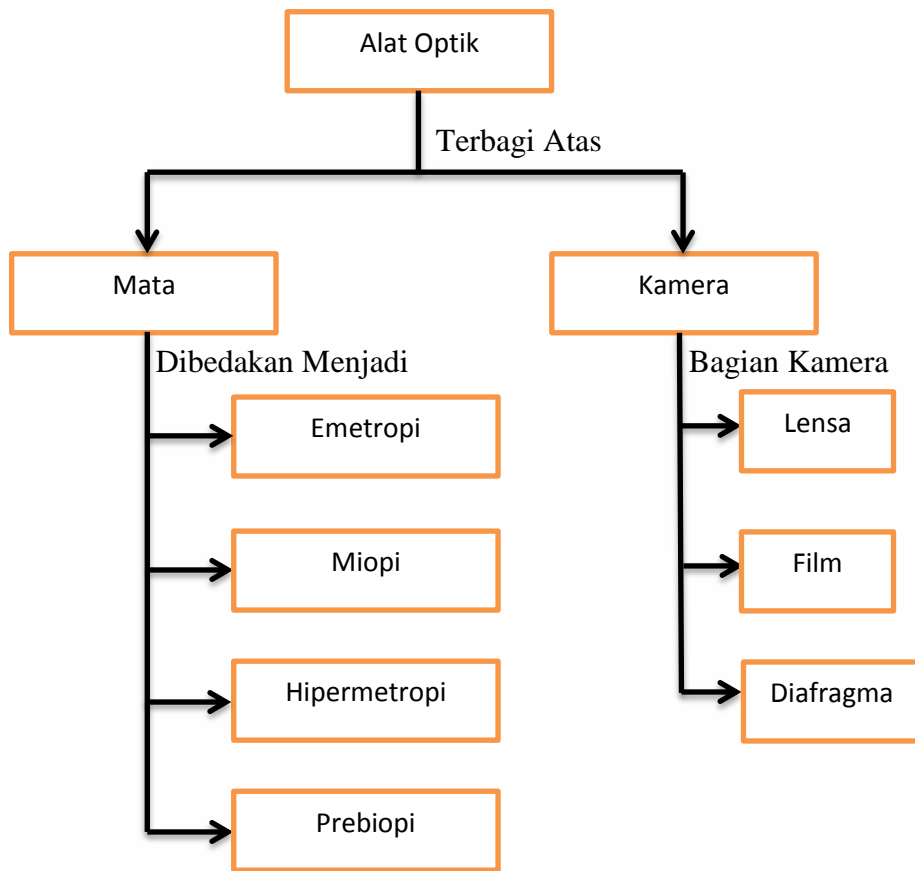 Alat Optik
Terbagi Atas
Mata
Kamera
Dibedakan Menjadi
Bagian Kamera
Emetropi
Lensa
Miopi
Film
Hipermetropi
Diafragma
Prebiopi